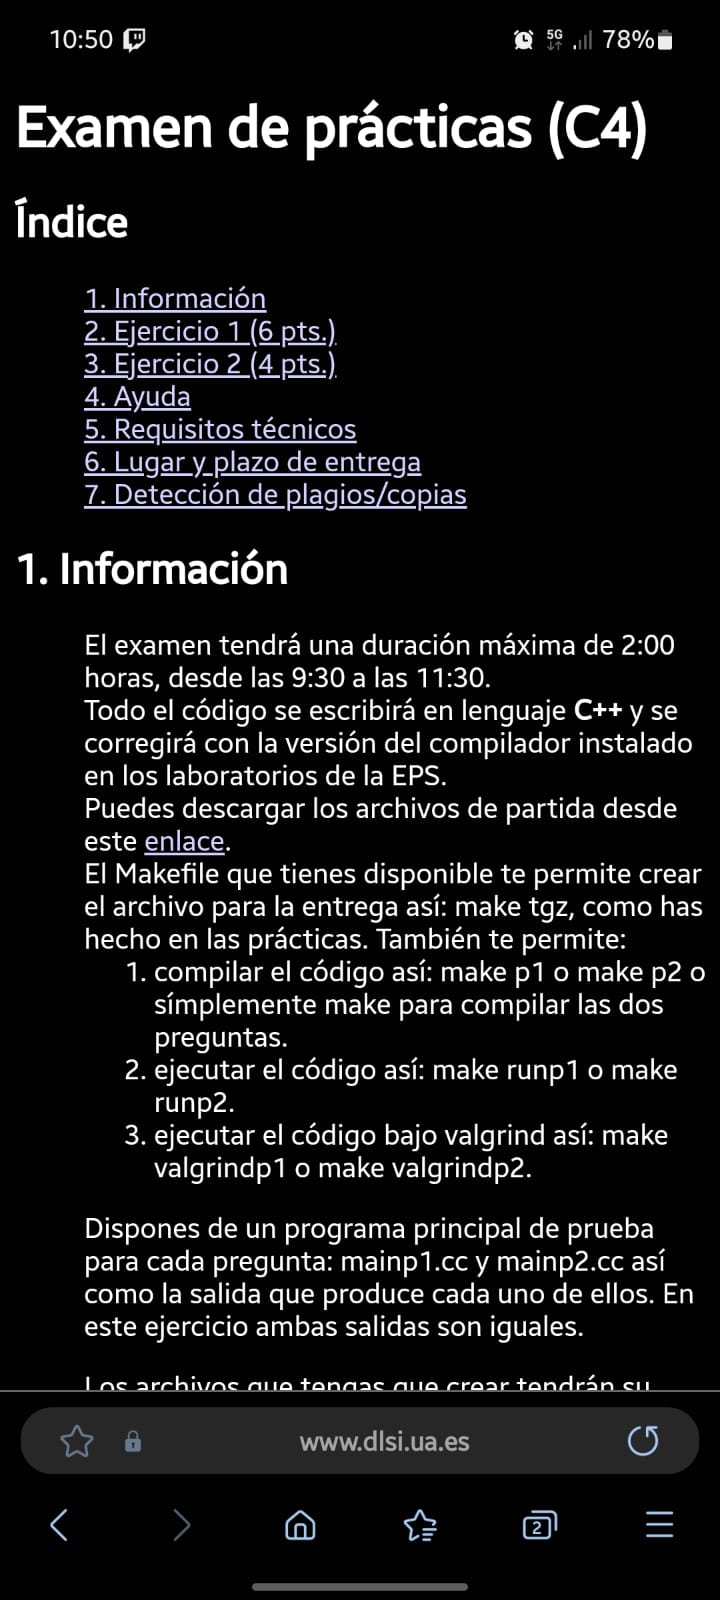 10:50
5G
78%
Examen de prácticas (C4)
Índice
1. Información
2. Ejercicio 1 (6 pts.)
3. Ejercicio 2 (4 pts.)
4. Ayuda
5. Requisitos técnicos
6. Lugar y plazo de entrega
7. Detección de plagios/copias
1. Información
El examen tendrá una duración máxima de 2:00
horas, desde las 9:30 a las 11:30.
Todo el código se escribirá en lenguaje C++ y se
corregirá con la versión del compilador instalado
en los laboratorios de la EPS.
Puedes descargar los archivos de partida desde
este enlace.
El Makefile que tienes disponible te permite crear
el archivo para la entrega así: make tgz, como has
hecho en las prácticas. También te permite:
1. compilar el código así: make p1 o make p2 o
símplemente make para compilar las dos
preguntas.
2. ejecutar el código así: make runp1 o make
runp2.
3. ejecutar el código bajo valgrind así: make
valgrindp1 o make valgrindp2.
Dispones de un programa principal de prueba
para cada pregunta: mainp1.cc y mainp2.cc así
como la salida que produce cada uno de ellos. En
este ejercicio ambas salidas son iguales.
Los archivos que tengas que crear tendrán su
www.dlsi.ua.es
2